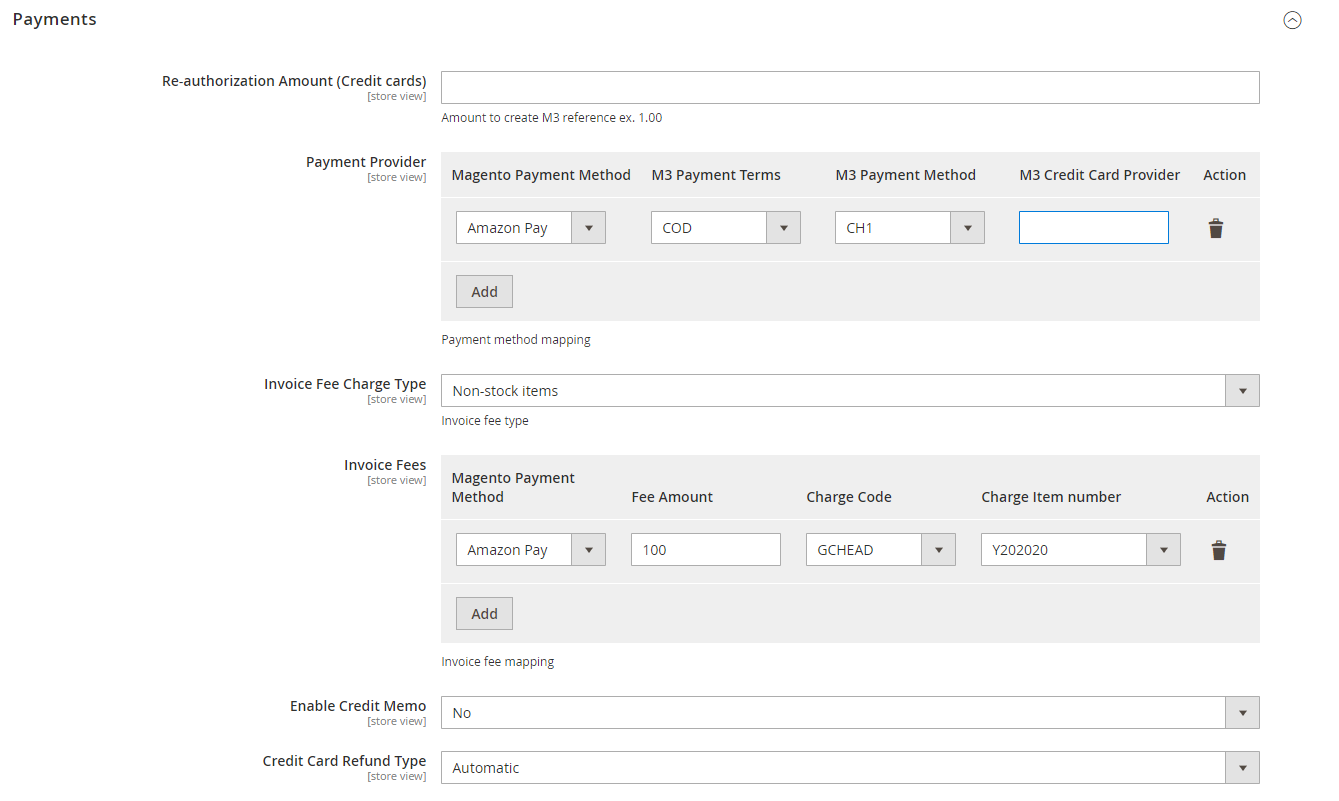 Payments
Re-authorization Amount (Credit cards)
[store view]
Amount to create M3 reference ex. 1.00
Payment Provider
[store view]
Magento Payment Method M3 Payment Terms M3 Payment Method M3 Credit Card Provider Action
Amazon Pay COD CH1
Add
Payment method mapping
Invoice Fee Charge Type
[store view]
Non-stock items
Invoice fee type
Invoice Fees
[store view]
Magento Payment
Method Fee Amount Charge Code Charge Item number Action
Amazon Pay 100 GCHEAD Y202020
Add
Invoice fee mapping
Enable Credit Memo
[store view]
No
Credit Card Refund Type
[store view]
Automatic